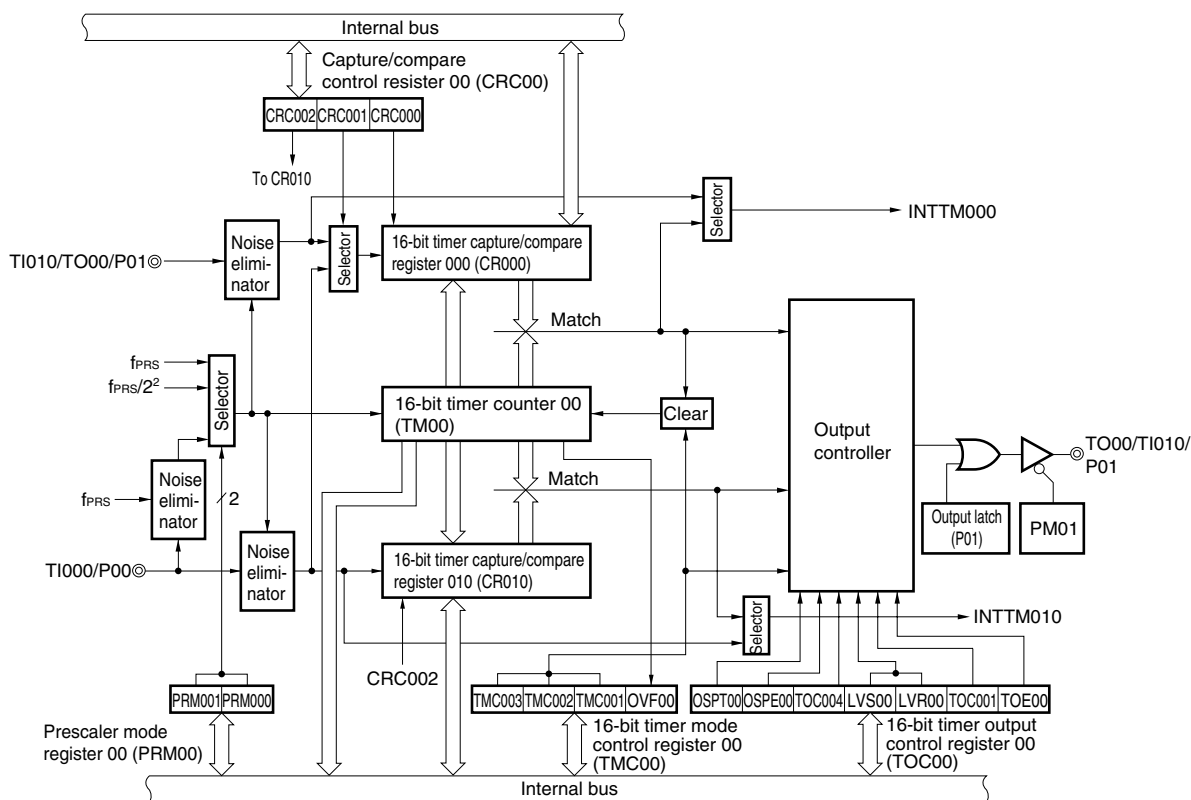 Internal bus
Capture/compare
control resister 00 (CRC00)
CRC002 CRC001 CRC000
To CR010
Selector
INTTM000
Noise
elimi-
nator
Selector
16-bit timer capture/compare
register 000 (CR000)
TI010/TO00/P01
Match
fPRS
fPRS/2²
Selector
16-bit timer counter 00
(TM00)
Clear
Output
controller
TO00/TI010/
P01
fPRS
Noise
elimi-
nator
2
Match
Output latch
(P01)
PM01
TI000/P00
Noise
elimi-
nator
16-bit timer capture/compare
register 010 (CR010)
Selector
INTTM010
CRC002
PRM001 PRM000
TMC003 TMC002 TMC001 OVF00
OSPT00 OSPE00 TOC004 LVS00 LVR00 TOC001 TOE00
Prescaler mode
register 00 (PRM00)
16-bit timer mode
control register 00
(TMC00)
16-bit timer output
control register 00
(TOC00)
Internal bus